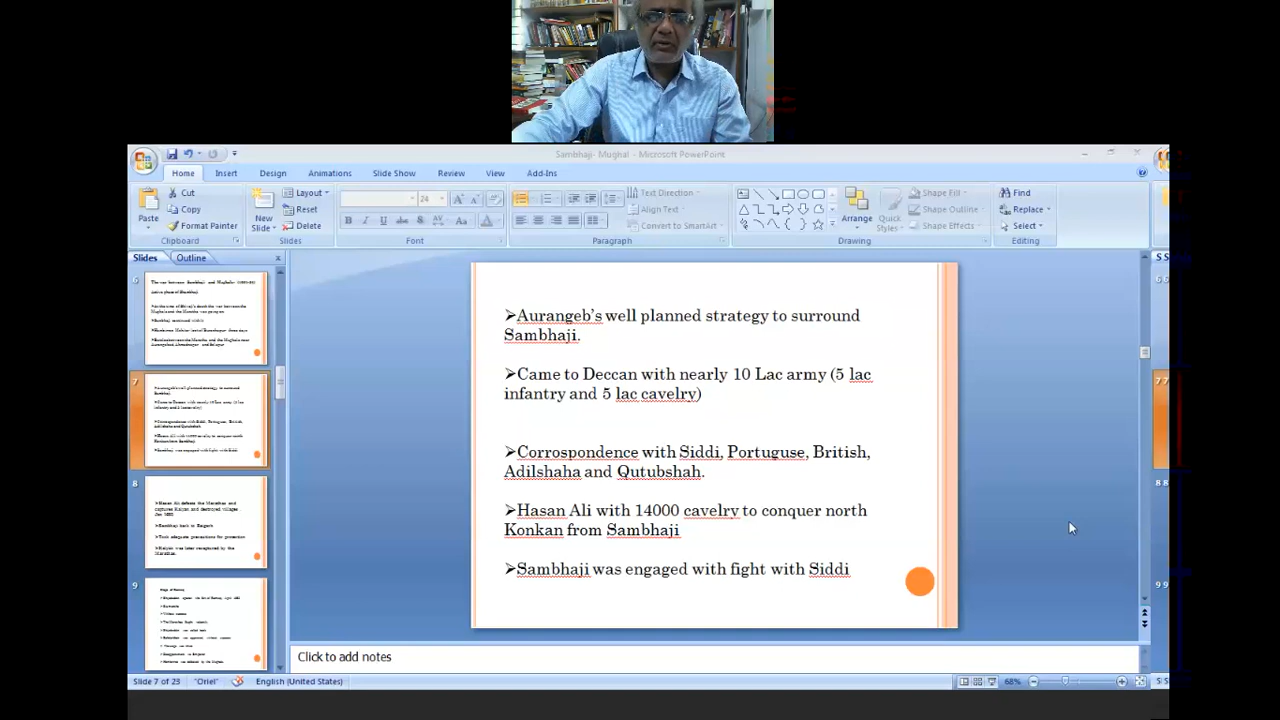 Sambhaji- Mughal - Microsoft PowerPoint
Home Insert Design Animations Slide Show Review View Add-Ins
Paste
Cut
Copy
Format Painter
Clipboard
New Slide
Layout
Reset
Delete
Slides
24
Font
Text Direction
Align Text
Convert to SmartArt
Paragraph
Arrange
Quick Styles
Shape Fill
Shape Outline
Shape Effects
Drawing
Find
Replace
Select
Editing
Slides Outline
7
8
9
➢Aurangeb's well planned strategy to surround
Sambhaji.
➢Came to Deccan with nearly 10 Lac army (5 lac
infantry and 5 lac cavelry)
➢Corrospondence with Siddi, Portuguse, British,
Adilshaha and Qutubshah.
➢Hasan Ali with 14000 cavelry to conquer north
Konkan from Sambhaji
➢Sambhaji was engaged with fight with Siddi
Click to add notes
Slide 7 of 23 "Oriel" English (United States) 68%